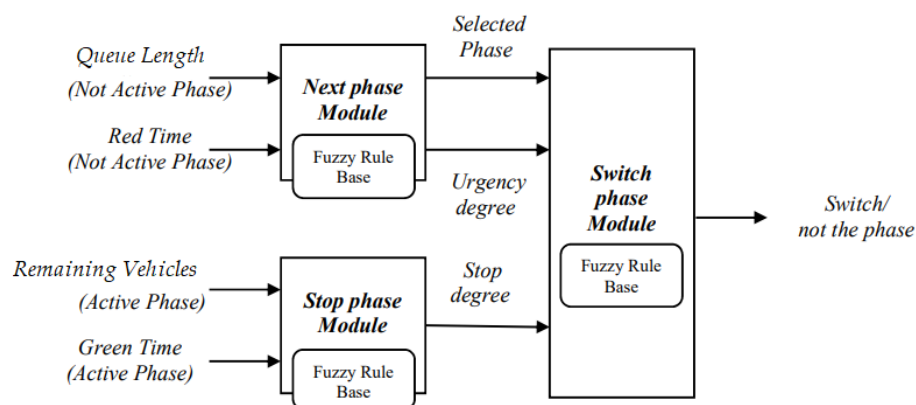 Queue Length
(Not Active Phase)
Red Time
(Not Active Phase)
Next phase
Module
Fuzzy Rule
Base
Selected
Phase
Urgency
degree
Remaining Vehicles
(Active Phase)
Green Time
(Active Phase)
Stop phase
Module
Fuzzy Rule
Base
Stop
degree
Switch
phase
Module
Fuzzy Rule
Base
Switch/
not the phase